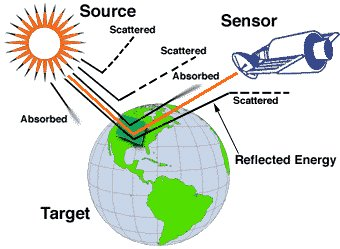 Source
Sensor
Scattered
Scattered
Absorbed
Scattered
Absorbed
Reflected Energy
Target